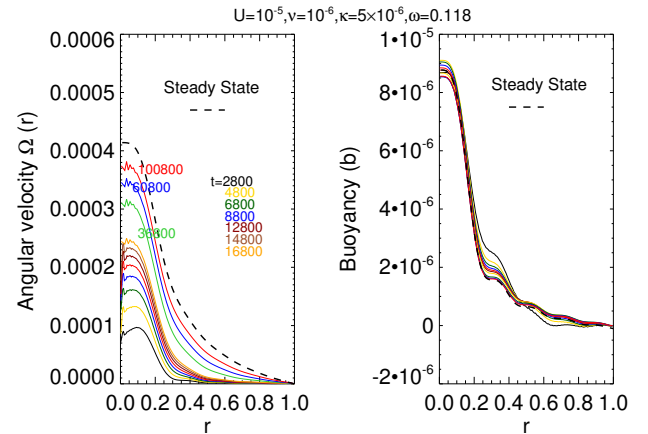 U=10⁻⁵,ν=10⁻⁶,κ=5×10⁻⁶,ω=0.118
Angular velocity Ω (r)
0.0006
0.0005
0.0004
0.0003
0.0002
0.0001
0.0000
Steady State
100800
60800
36800
t=2800
4800
6800
8800
12800
14800
16800
0.0 0.2 0.4 0.6 0.8 1.0
r
Buoyancy (b)
1•10⁻⁵
8•10⁻⁶
6•10⁻⁶
4•10⁻⁶
2•10⁻⁶
0
-2•10⁻⁶
Steady State
0.0 0.2 0.4 0.6 0.8 1.0
r